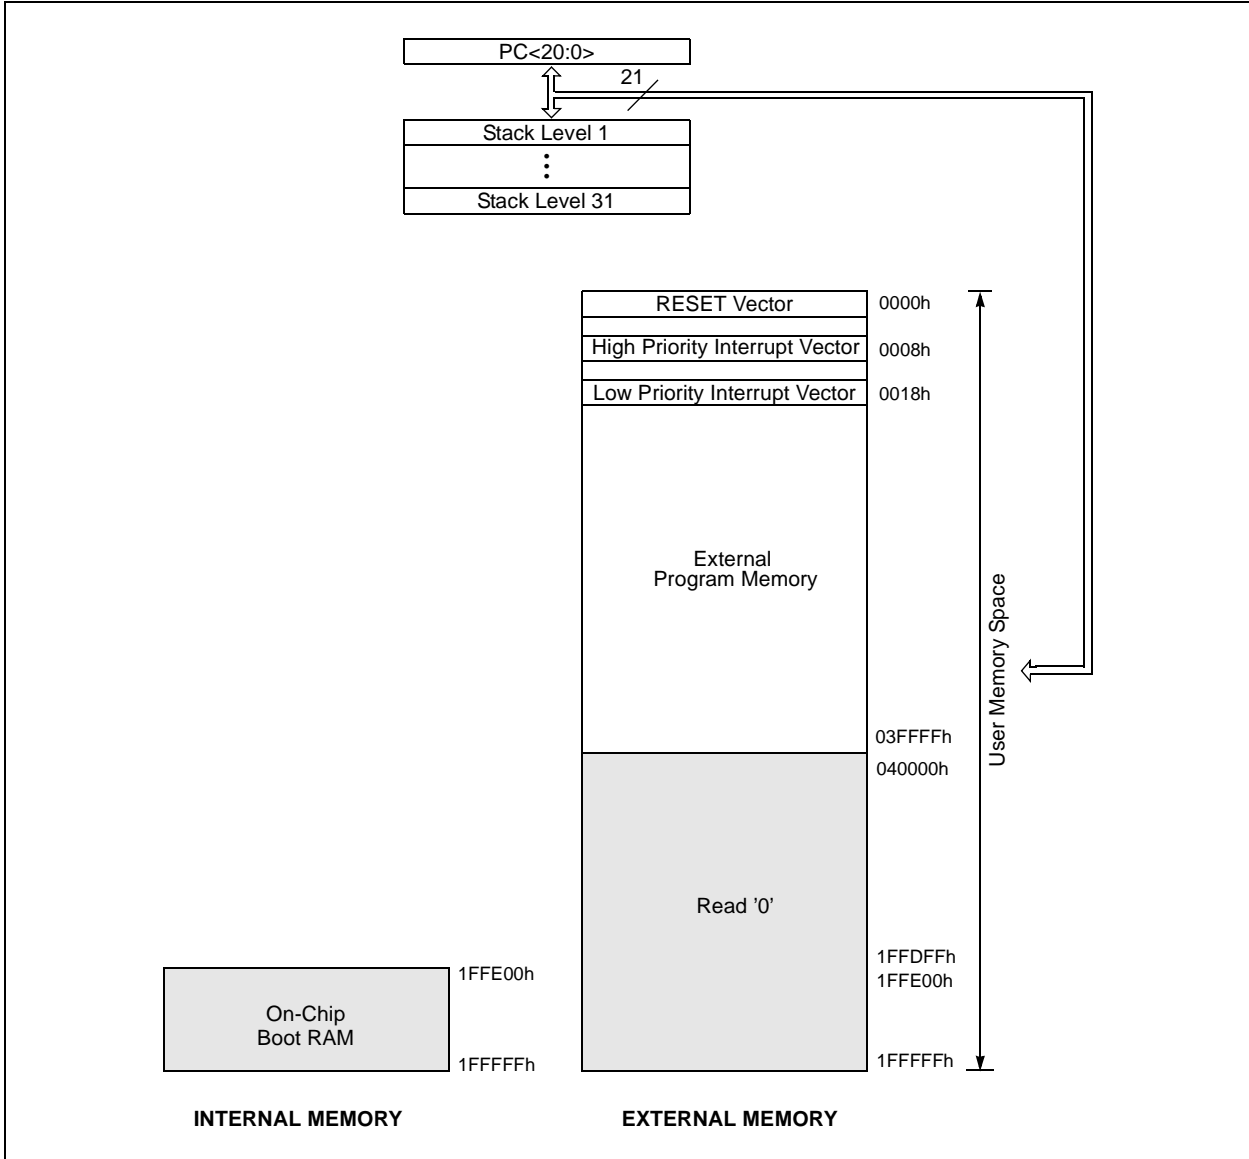 PC<20:0>
21
Stack Level 1
Stack Level 31
RESET Vector
0000h
High Priority Interrupt Vector
0008h
Low Priority Interrupt Vector
0018h
External
Program Memory
User Memory Space
03FFFFh
040000h
Read '0'
1FFDFFh
1FFE00h
1FFFFFh
1FFE00h
On-Chip
Boot RAM
1FFFFFh
INTERNAL MEMORY
EXTERNAL MEMORY